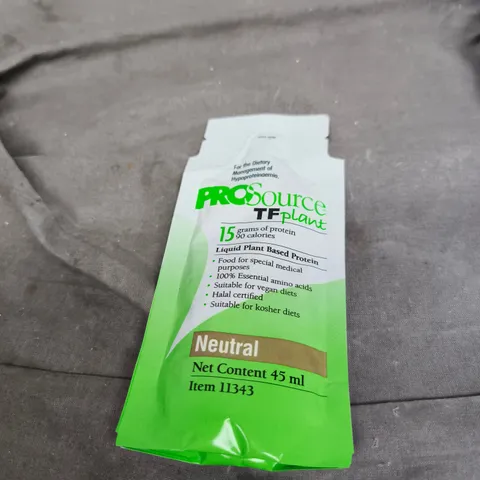 For the Dietary
Management of
Hypoproteinaemia.
PROSource
TFplant
15 grams of protein
90 calories
Liquid Plant Based Protein
• Food for special medical
purposes
• 100% Essential amino acids
• Suitable for vegan diets
• Halal certified
• Suitable for kosher diets
Neutral
Net Content 45 ml
Item 11343